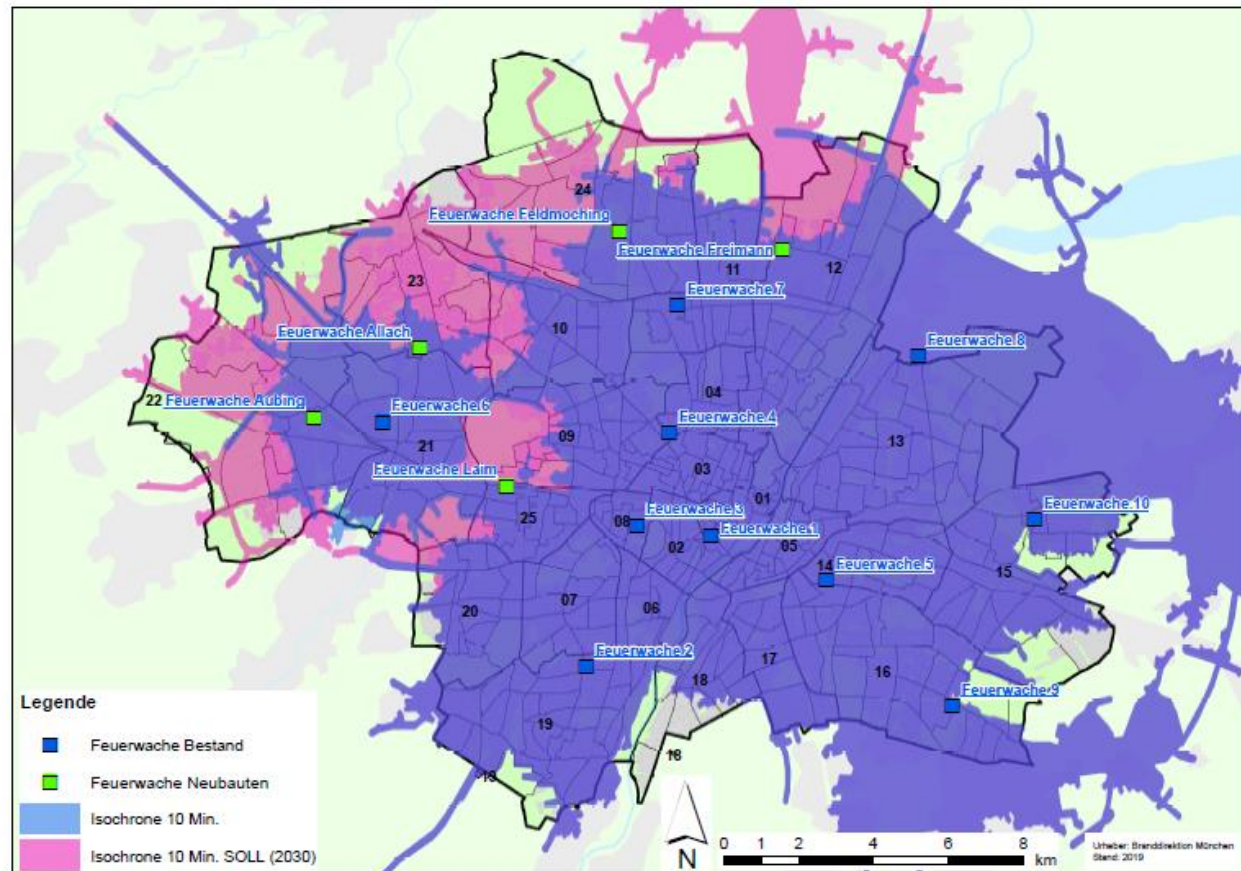 24
Feuerwache Feldmoching
Feuerwache Freimann
11
12
23
Feuerwache 7
10
Feuerwache Allach
Feuerwache 8
04
22
Feuerwache Aubing
Feuerwache 6
Feuerwache 4
09
21
13
03
Feuerwache Laim
01
25
08
Feuerwache 3
Feuerwache 10
02
Feuerwache 1
05
14
Feuerwache 5
15
20
07
06
17
Feuerwache 2
18
16
Feuerwache 9
19
18
19
Legende
Feuerwache Bestand
Feuerwache Neubauten
Isochrone 10 Min.
Isochrone 10 Min. SOLL (2030)
N
0 2 4 6 8
km
Urheber: Branddirektion München
Stand: 2019